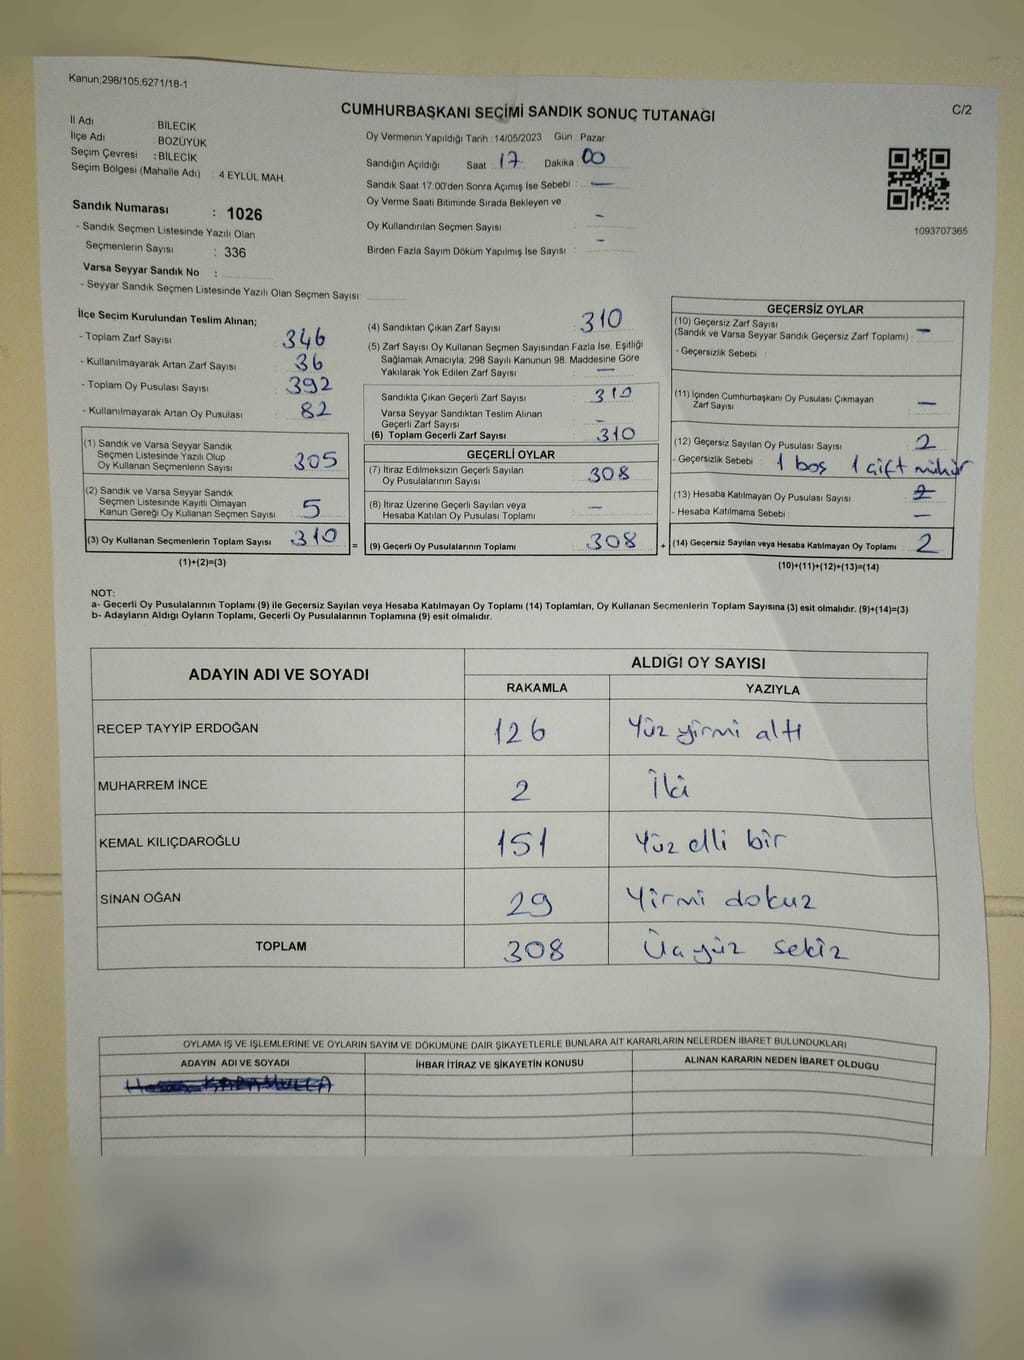 Kanun;298/105;6271/18-1
C/2
CUMHURBAŞKANI SEÇİMİ SANDIK SONUÇ TUTANAĞI
İl Adı : BİLECİK
İlçe Adı : BOZÜYÜK
Seçim Çevresi : BİLECİK
Seçim Bölgesi (Mahalle Adı) : 4 EYLÜL MAH.
Oy Vermenin Yapıldığı Tarih : 14/05/2023 Gün Pazar
Sandığın Açıldığı Saat 17 Dakika 00
Sandık Saat 17:00'den Sonra Açımış İse Sebebi : —
Oy Verme Saati Bitiminde Sırada Bekleyen ve
Oy Kullandırılan Seçmen Sayısı : –
Birden Fazla Sayım Döküm Yapılmış İse Sayısı : –
1093707365
Sandık Numarası : 1026
- Sandık Seçmen Listesinde Yazılı Olan
Seçmenlerin Sayısı : 336
Varsa Seyyar Sandık No :
- Seyyar Sandık Seçmen Listesinde Yazılı Olan Seçmen Sayısı:
İlçe Seçim Kurulundan Teslim Alınan;
- Toplam Zarf Sayısı : 346
- Kullanılmayarak Artan Zarf Sayısı : 36
- Toplam Oy Pusulası Sayısı : 392
- Kullanılmayarak Artan Oy Pusulası : 82
(1) Sandık ve Varsa Seyyar Sandık
Seçmen Listesinde Yazılı Olup
Oy Kullanan Seçmenlerin Sayısı : 305
(2) Sandık ve Varsa Seyyar Sandık
Seçmen Listesinde Kayıtlı Olmayan
Kanun Gereği Oy Kullanan Seçmen Sayısı : 5
(3) Oy Kullanan Seçmenlerin Toplam Sayısı : 310
(1)+(2)=(3)
(4) Sandıktan Çıkan Zarf Sayısı : 310
(5) Zarf Sayısı Oy Kullanan Seçmen Sayısından Fazla İse, Eşitliği
Sağlamak Amacıyla, 298 Sayılı Kanunun 98. Maddesine Göre
Yakılarak Yok Edilen Zarf Sayısı : —
Sandıkta Çıkan Geçerli Zarf Sayısı : 310
Varsa Seyyar Sandıktan Teslim Alınan
Geçerli Zarf Sayısı : –
(6) Toplam Geçerli Zarf Sayısı : 310
GEÇERLİ OYLAR
(7) İtiraz Edilmeksizin Geçerli Sayılan
Oy Pusulalarının Sayısı : 308
(8) İtiraz Üzerine Geçerli Sayılan veya
Hesaba Katılan Oy Pusulası Toplamı : —
= (9) Geçerli Oy Pusulalarının Toplamı : 308
GEÇERSİZ OYLAR
(10) Geçersiz Zarf Sayısı
(Sandık ve Varsa Seyyar Sandık Geçersiz Zarf Toplamı) : —
- Geçersizlik Sebebi :
(11) İçinden Cumhurbaşkanı Oy Pusulası Çıkmayan
Zarf Sayısı : —
(12) Geçersiz Sayılan Oy Pusulası Sayısı : 2
- Geçersizlik Sebebi : 1 boş 1 çift mühür
(13) Hesaba Katılmayan Oy Pusulası Sayısı : 2
- Hesaba Katılmama Sebebi : —
+ (14) Geçersiz Sayılan veya Hesaba Katılmayan Oy Toplamı : 2
(10)+(11)+(12)+(13)=(14)
NOT:
a- Geçerli Oy Pusulalarının Toplamı (9) ile Geçersiz Sayılan veya Hesaba Katılmayan Oy Toplamı (14) Toplamları, Oy Kullanan Seçmenlerin Toplam Sayısına (3) eşit olmalıdır. (9)+(14)=(3)
b- Adayların Aldığı Oyların Toplamı, Geçerli Oy Pusulalarının Toplamına (9) eşit olmalıdır.
ADAYIN ADI VE SOYADI
ALDIĞI OY SAYISI
RAKAMLA YAZIYLA
RECEP TAYYİP ERDOĞAN 126 Yüz yirmi altı
MUHARREM İNCE 2 İki
KEMAL KILIÇDAROĞLU 151 Yüz elli bir
SİNAN OĞAN 29 Yirmi dokuz
TOPLAM 308 Üç yüz sekiz
OYLAMA İŞ VE İŞLEMLERİNE VE OYLARIN SAYIM VE DÖKÜMÜNE DAİR ŞİKAYETLERLE BUNLARA AİT KARARLARIN NELERDEN İBARET BULUNDUKLARI
ADAYIN ADI VE SOYADI İHBAR İTİRAZ VE ŞİKAYETİN KONUSU ALINAN KARARIN NEDEN İBARET OLDUĞU